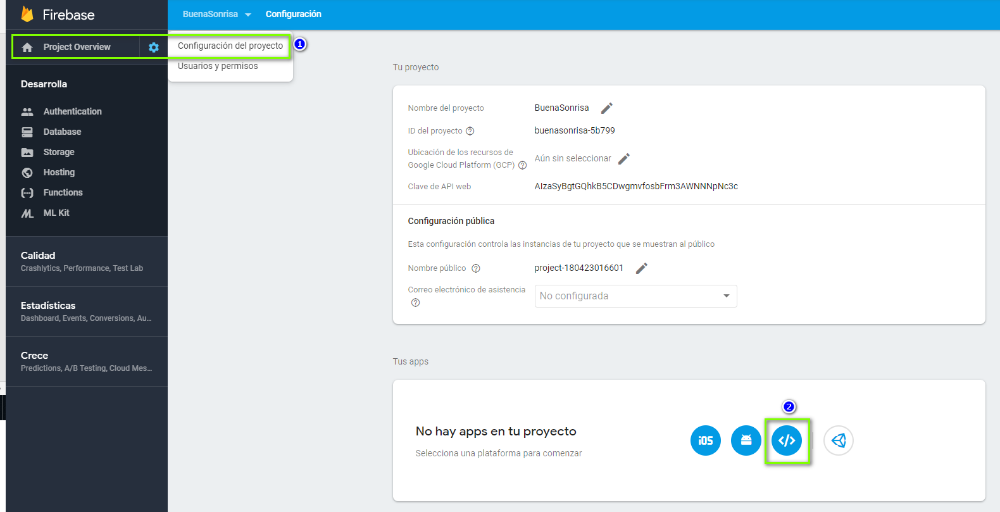 Firebase
BuenaSonrisa
Configuración
Project Overview
Configuración del proyecto
1
Usuarios y permisos
Desarrolla
Authentication
Database
Storage
Hosting
Functions
ML Kit
Calidad
Crashlytics, Performance, Test Lab
Estadísticas
Dashboard, Events, Conversions, Au...
Crece
Predictions, A/B Testing, Cloud Mes...
Tu proyecto
Nombre del proyecto
BuenaSonrisa
ID del proyecto ?
buenasonrisa-5b799
Ubicación de los recursos de
Google Cloud Platform (GCP) ?
Aún sin seleccionar
Clave de API web
AIzaSyBgtGQhkB5CDwgmvfosbFrm3AWNNNpNc3c
Configuración pública
Esta configuración controla las instancias de tu proyecto que se muestran al público
Nombre público ?
project-180423016601
Correo electrónico de asistencia
?
No configurada
Tus apps
2
No hay apps en tu proyecto
Selecciona una plataforma para comenzar
iOS
</>